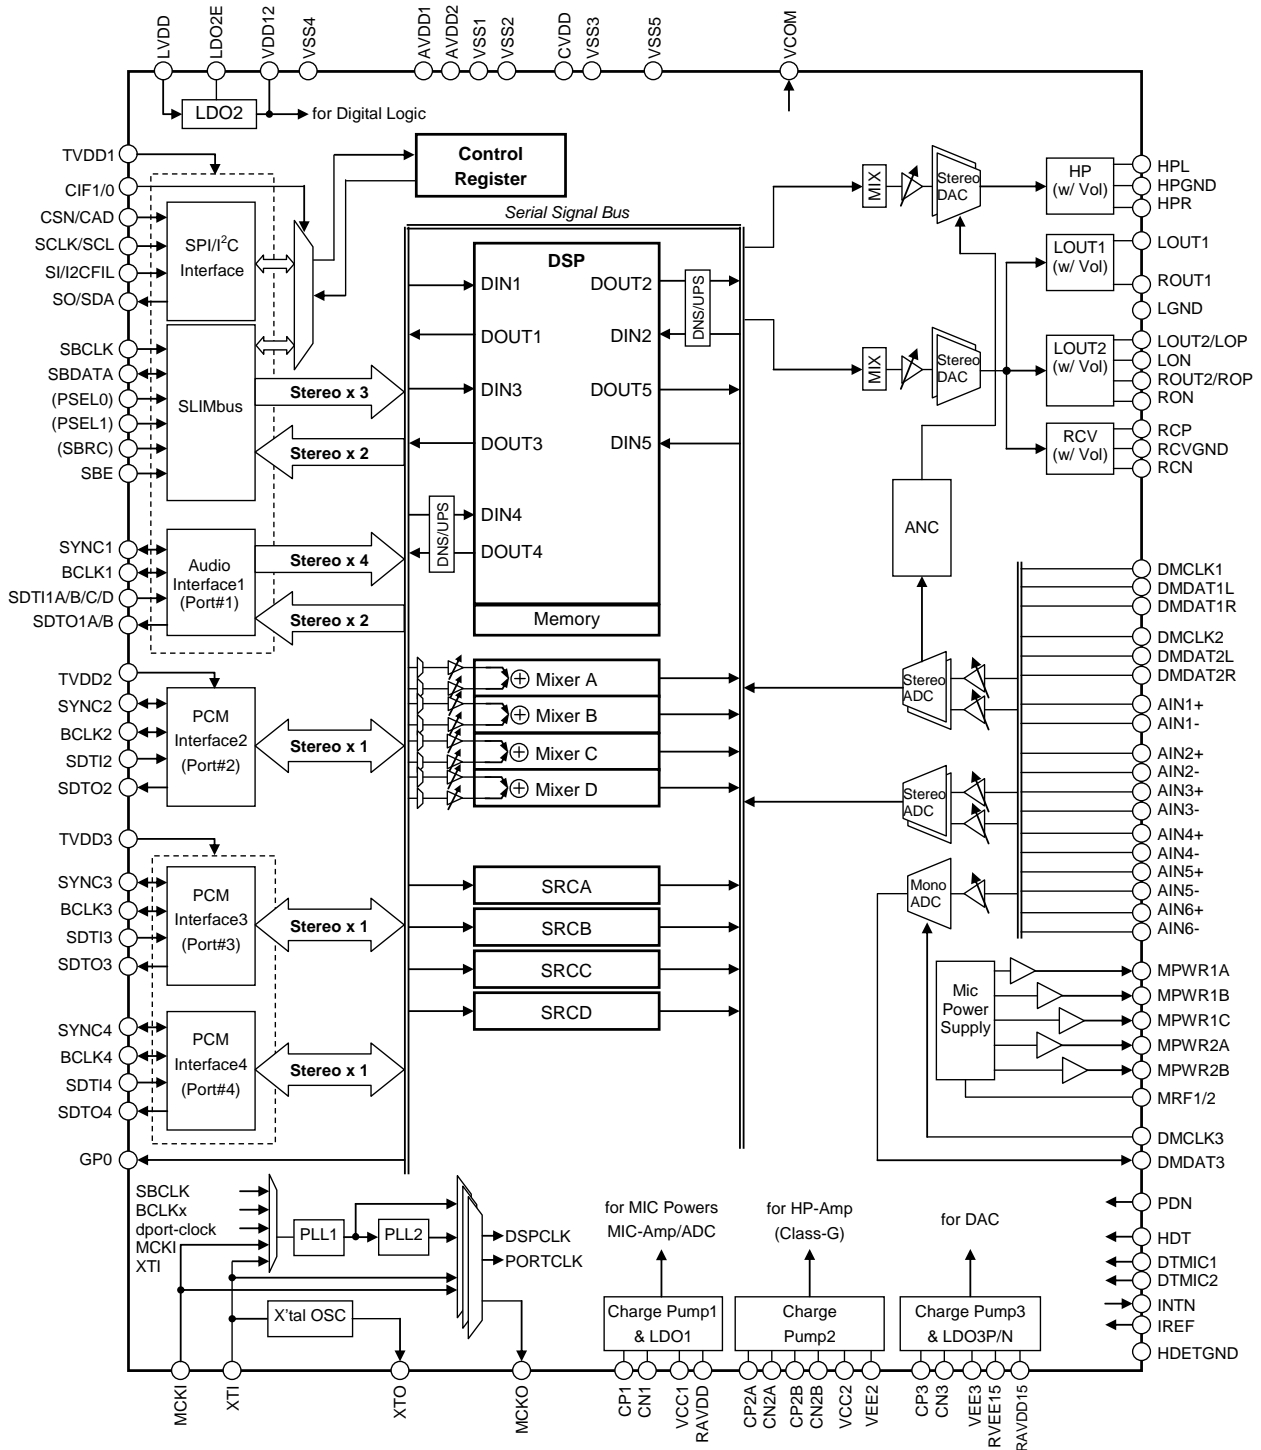 LVDD
LDO2E
VDD12
VSS4
AVDD1
AVDD2
VSS1
VSS2
CVDD
VSS3
VSS5
VCOM
LDO2
for Digital Logic
TVDD1
CIF1/0
CSN/CAD
SCLK/SCL
SI/I2CFIL
SO/SDA
SPI/I²C
Interface
Control
Register
Serial Signal Bus
SBCLK
SBDATA
(PSEL0)
(PSEL1)
(SBRC)
SBE
SLIMbus
Stereo x 3
Stereo x 2
SYNC1
BCLK1
SDTI1A/B/C/D
SDTO1A/B
Audio
Interface1
(Port#1)
Stereo x 4
Stereo x 2
TVDD2
SYNC2
BCLK2
SDTI2
SDTO2
PCM
Interface2
(Port#2)
Stereo x 1
TVDD3
SYNC3
BCLK3
SDTI3
SDTO3
PCM
Interface3
(Port#3)
Stereo x 1
SYNC4
BCLK4
SDTI4
SDTO4
PCM
Interface4
(Port#4)
Stereo x 1
GP0
DSP
DIN1
DOUT2
DNS/UPS
DOUT1
DIN2
DIN3
DOUT5
DOUT3
DIN5
DNS/UPS
DIN4
DOUT4
Memory
Mixer A
Mixer B
Mixer C
Mixer D
SRCA
SRCB
SRCC
SRCD
MIX
Stereo
DAC
HP
(w/ Vol)
HPL
HPGND
HPR
LOUT1
(w/ Vol)
LOUT1
ROUT1
LGND
MIX
Stereo
DAC
LOUT2
(w/ Vol)
LOUT2/LOP
LON
ROUT2/ROP
RON
RCV
(w/ Vol)
RCP
RCVGND
RCN
ANC
DMCLK1
DMDAT1L
DMDAT1R
DMCLK2
DMDAT2L
DMDAT2R
AIN1+
AIN1-
AIN2+
AIN2-
AIN3+
AIN3-
AIN4+
AIN4-
AIN5+
AIN5-
AIN6+
AIN6-
Stereo
ADC
Stereo
ADC
Mono
ADC
Mic
Power
Supply
MPWR1A
MPWR1B
MPWR1C
MPWR2A
MPWR2B
MRF1/2
DMCLK3
DMDAT3
PDN
HDT
DTMIC1
DTMIC2
INTN
IREF
HDETGND
SBCLK
BCLKx
dport-clock
MCKI
XTI
PLL1
PLL2
DSPCLK
PORTCLK
X'tal OSC
for MIC Powers
MIC-Amp/ADC
for HP-Amp
(Class-G)
for DAC
Charge Pump1
& LDO1
Charge
Pump2
Charge Pump3
& LDO3P/N
MCKI
XTI
XTO
MCKO
CP1
CN1
VCC1
RAVDD
CP2A
CN2A
CP2B
CN2B
VCC2
VEE2
CP3
CN3
VEE3
RVEE15
RAVDD15